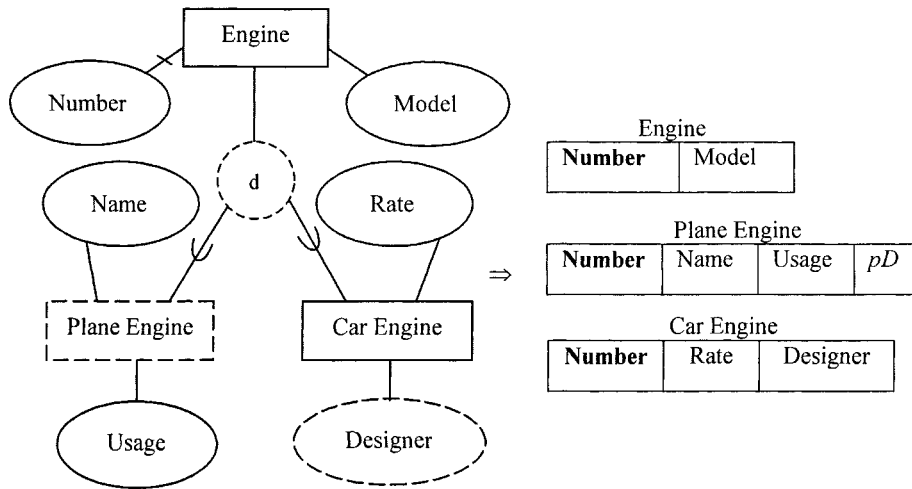 Engine
Number
Model
d
Name
Rate
Plane Engine
Car Engine
Usage
Designer
⇒
Engine
Number Model
Plane Engine
Number Name Usage pD
Car Engine
Number Rate Designer